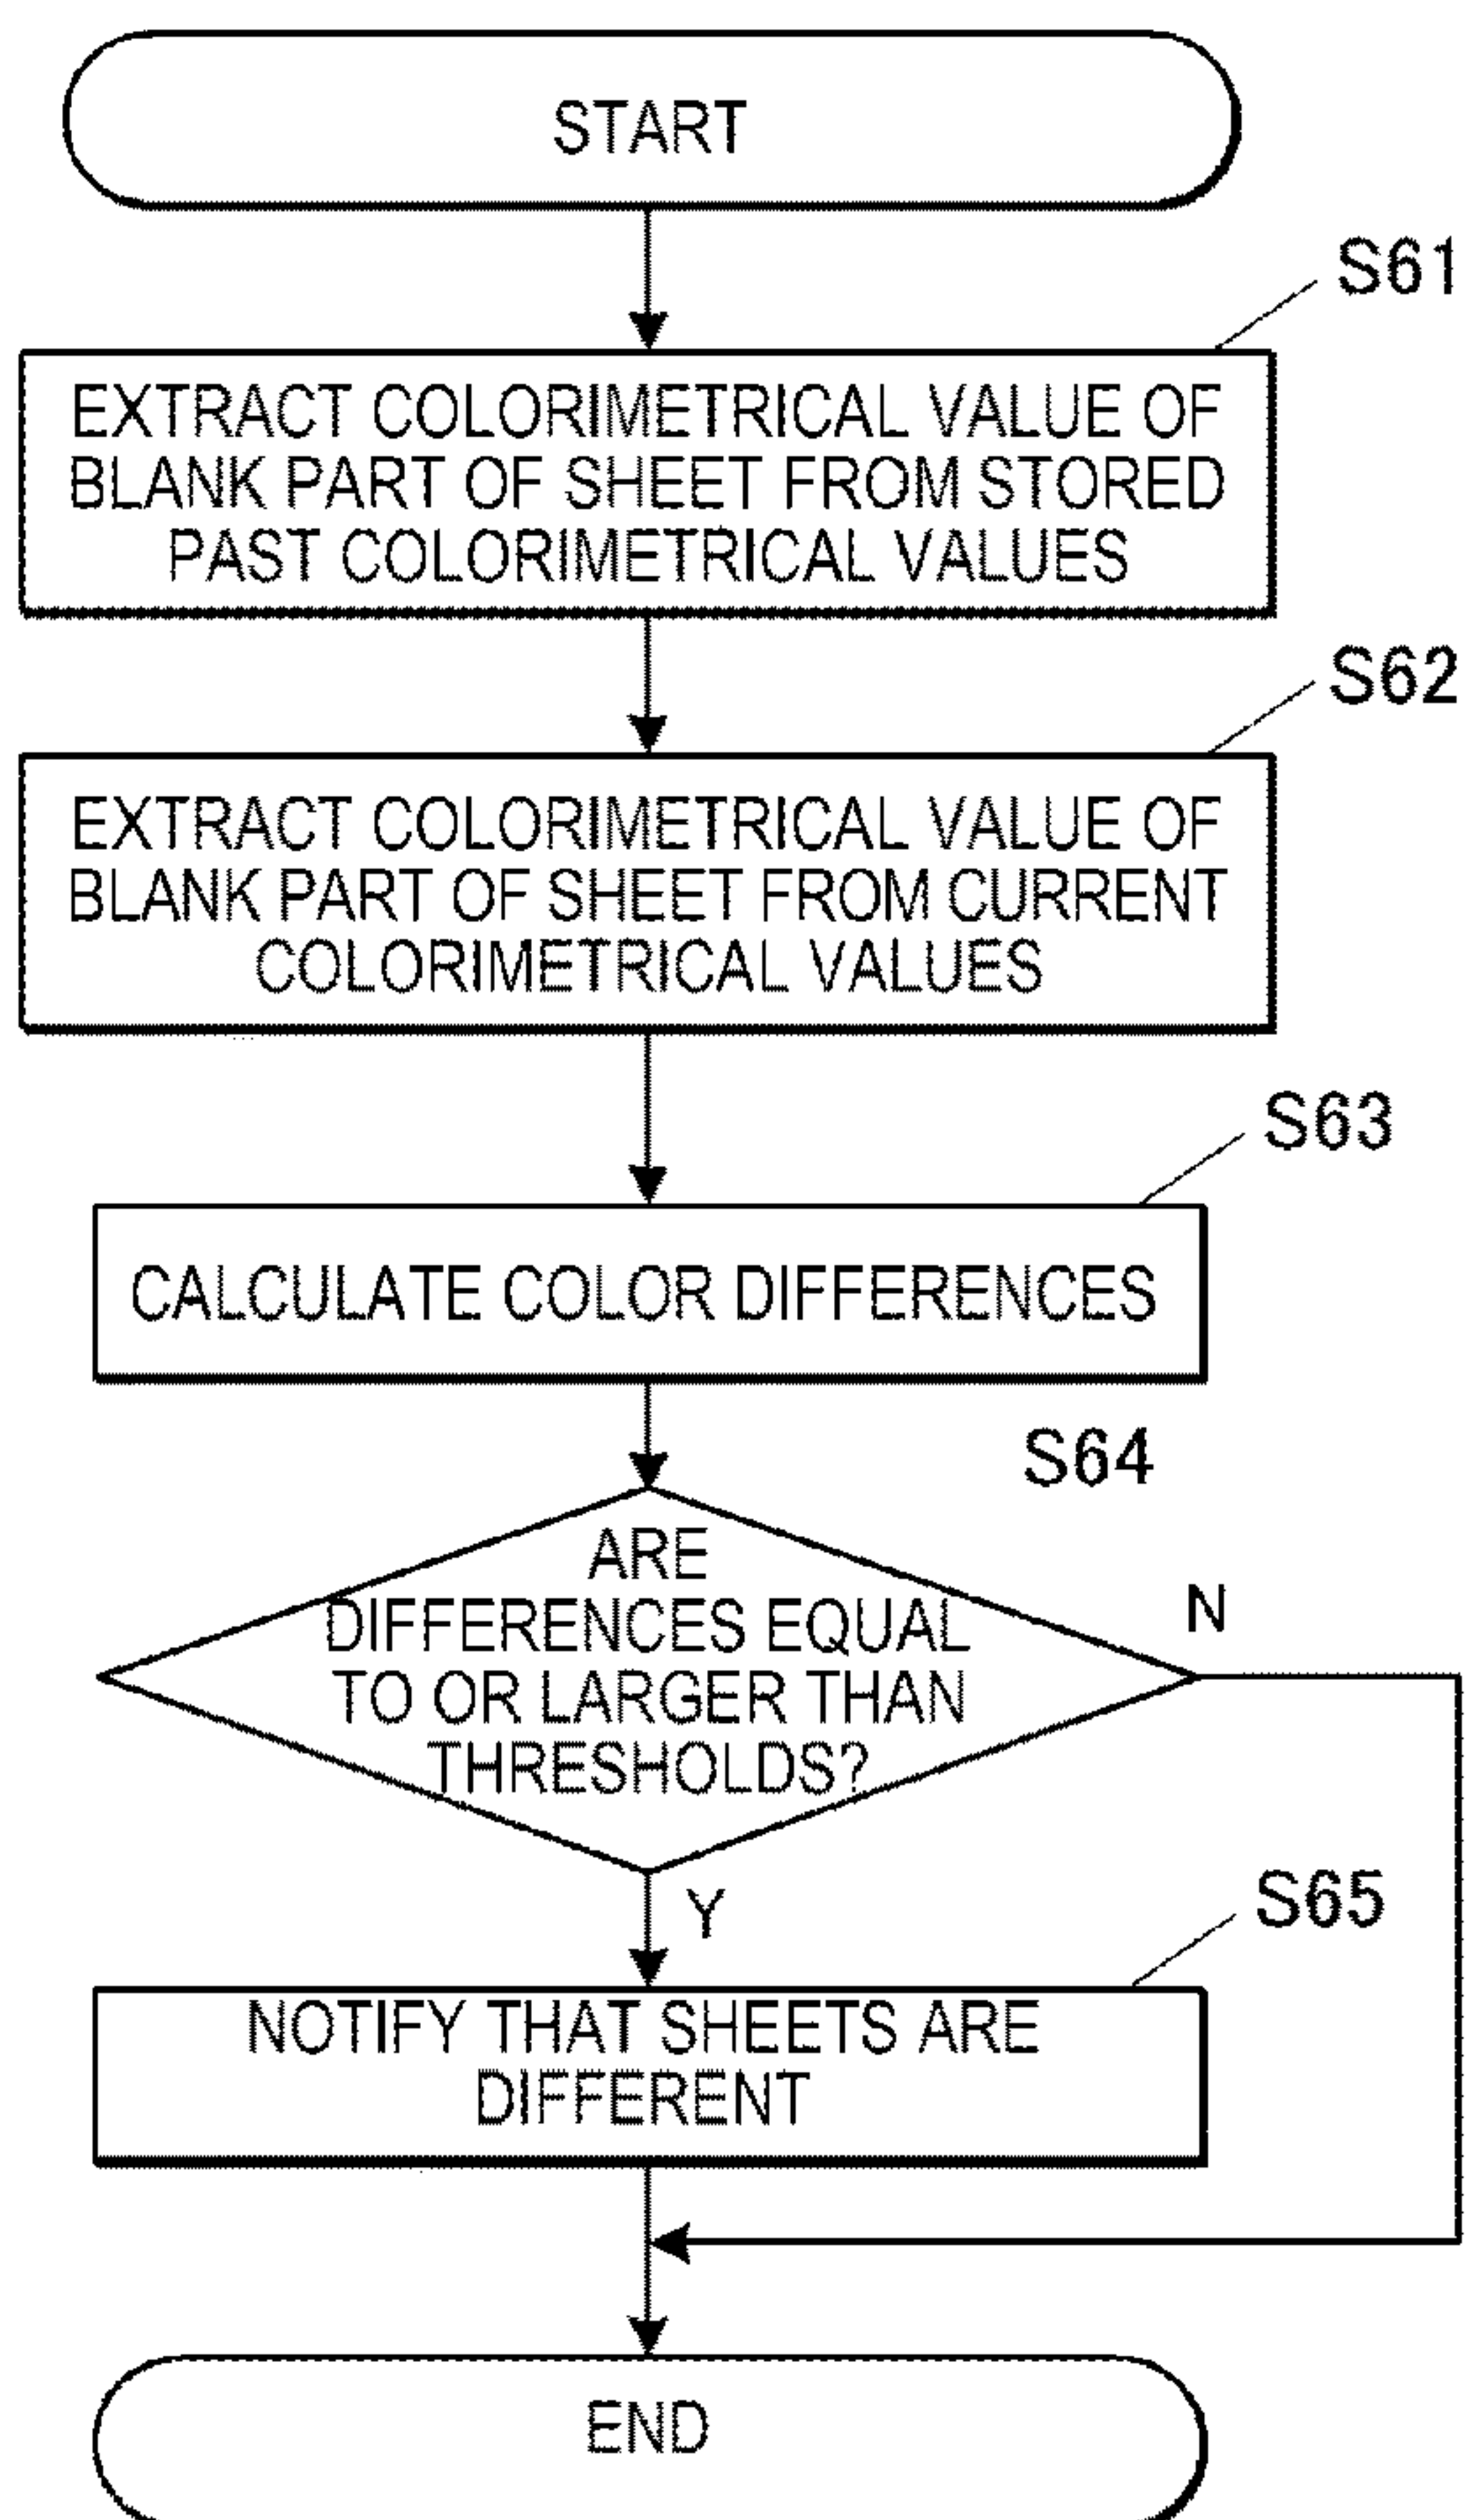 START
S61
EXTRACT COLORIMETRICAL VALUE OF
BLANK PART OF SHEET FROM STORED
PAST COLORIMETRICAL VALUES
S62
EXTRACT COLORIMETRICAL VALUE OF
BLANK PART OF SHEET FROM CURRENT
COLORIMETRICAL VALUES
S63
CALCULATE COLOR DIFFERENCES
S64
ARE
DIFFERENCES EQUAL
TO OR LARGER THAN
THRESHOLDS?
N
Y
S65
NOTIFY THAT SHEETS ARE
DIFFERENT
END